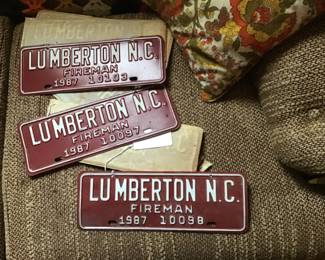 LUMBERTON N.C.
FIREMAN
1987 10103
LUMBERTON N.C.
FIREMAN
1987 10097
LUMBERTON N.C.
FIREMAN
1987 10098